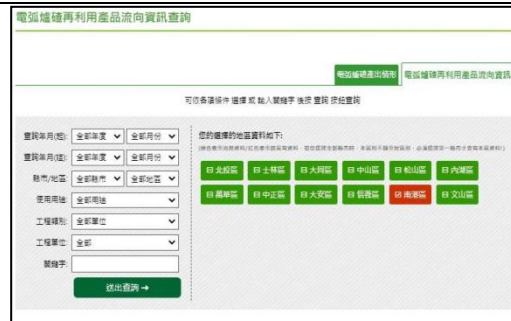 電弧爐碴再利用產品流向資訊查詢
電弧爐碴產出情形 電弧爐碴再利用產品流向資訊
可依各項條件 選擇 或 輸入關鍵字 後按 查詢 按鈕查詢
查詢年月(起): 全部年度 全部月份
查詢年月(迄): 全部年度 全部月份
縣市/地區: 全部縣市 全部地區
使用用途: 全部用途
工程類別: 全部單位
工程單位: 全部
關鍵字:
送出查詢 →
您的選擇的地區資料如下:
北投區 士林區 大同區 中山區 松山區 內湖區
萬華區 中正區 大安區 信義區 南港區 文山區